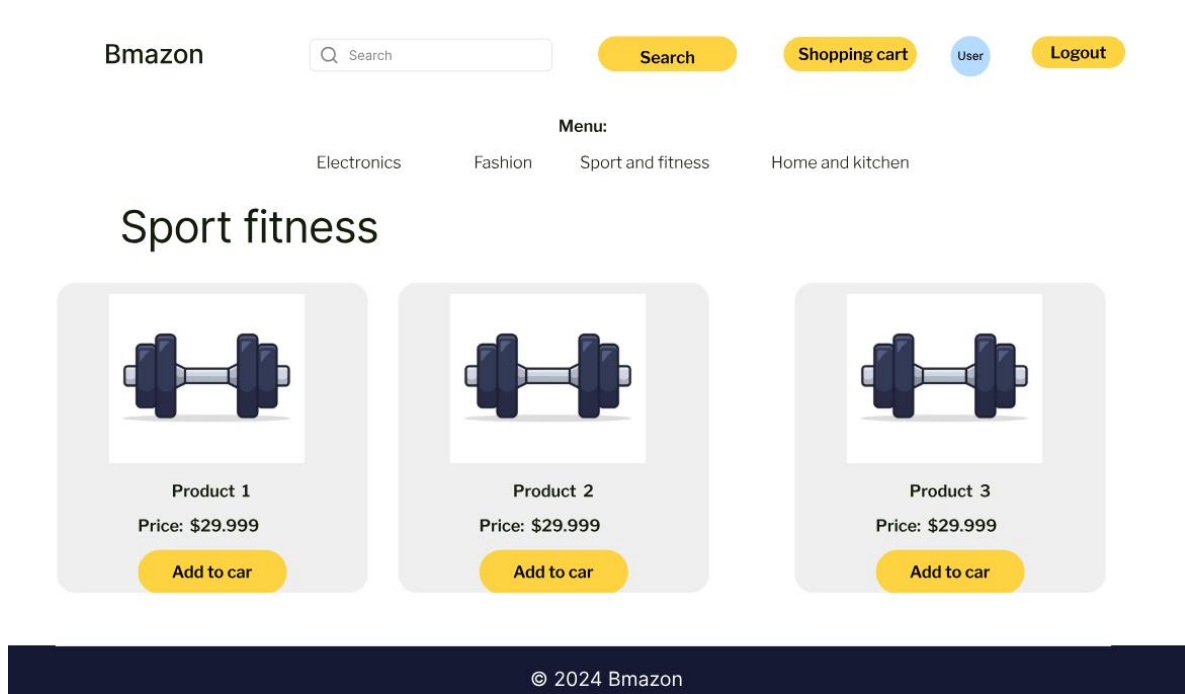 Bmazon
Search
Search
Shopping cart
User
Logout
Menu:
Electronics
Fashion
Sport and fitness
Home and kitchen
Sport fitness
Product 1
Price: $29.999
Add to car
Product 2
Price: $29.999
Add to car
Product 3
Price: $29.999
Add to car
© 2024 Bmazon